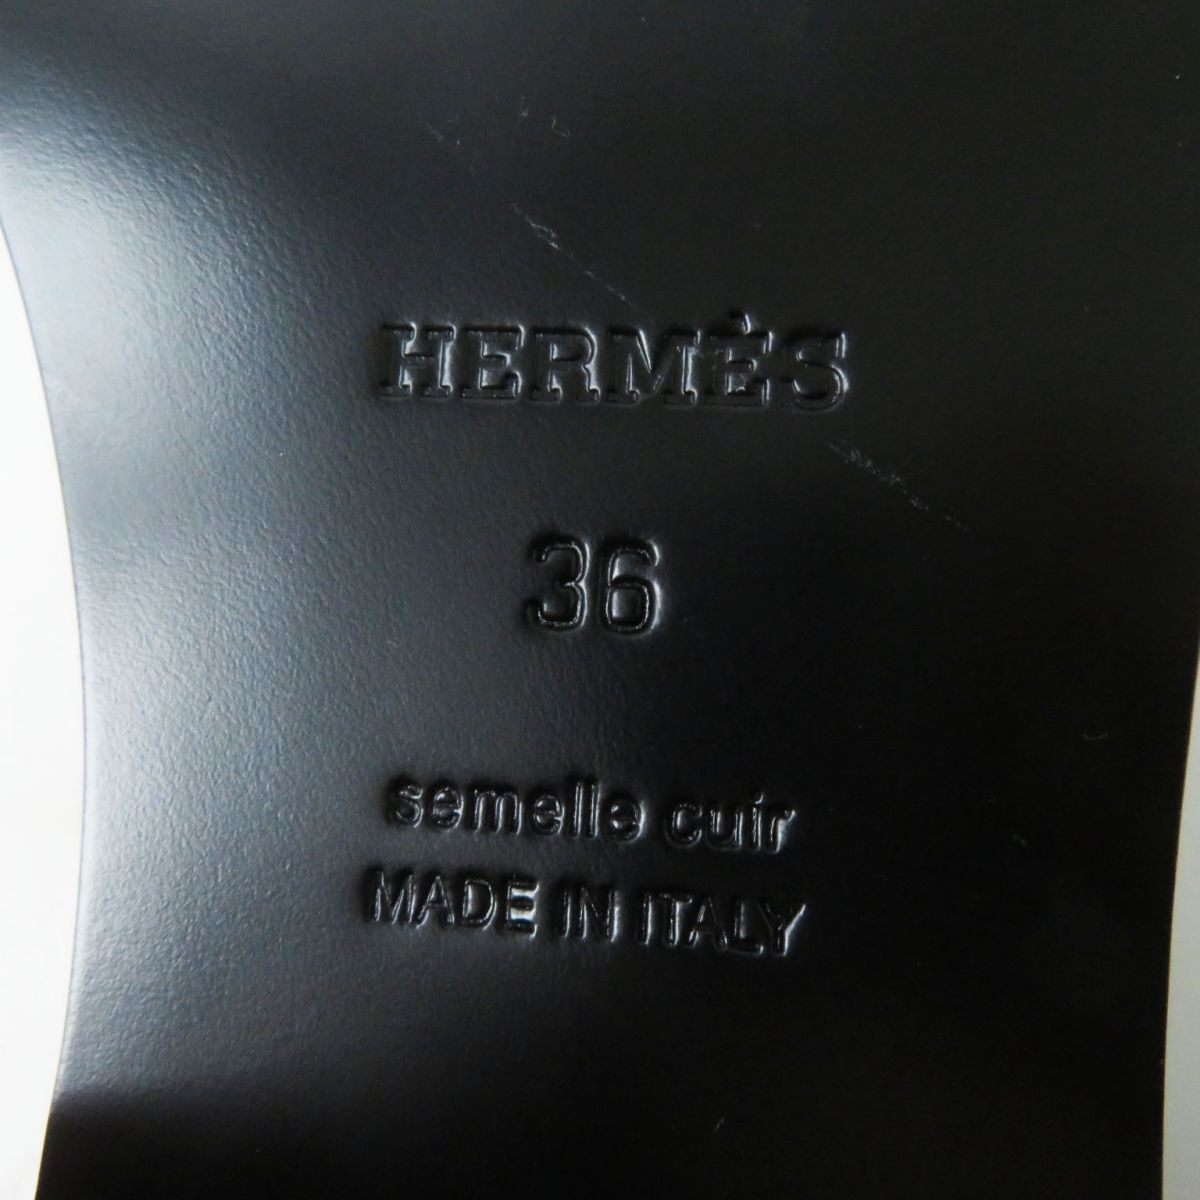 HERMÈS
36
semelle cuir
MADE IN ITALY